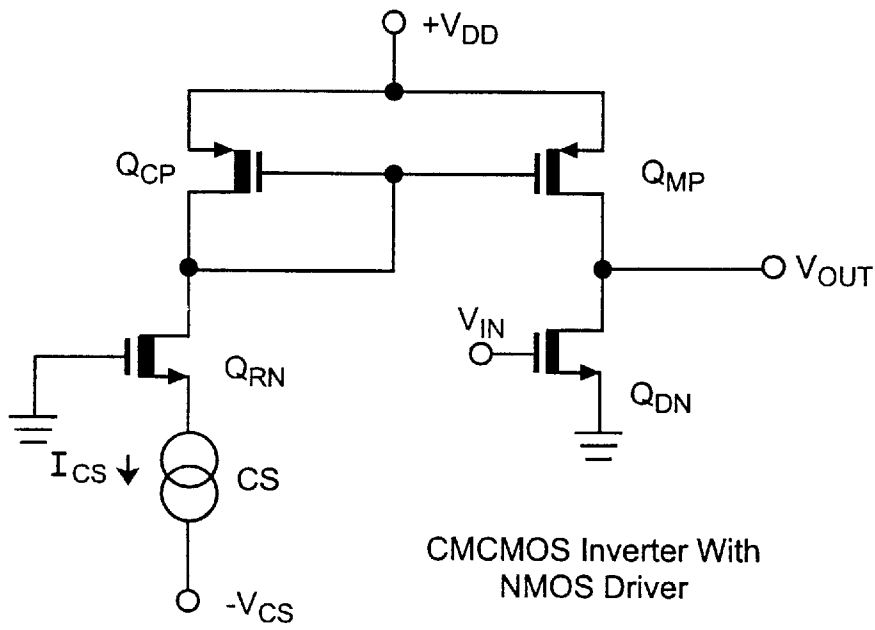 +VDD
QCP
QMP
VOUT
VIN
QRN
QDN
ICS
CS
-VCS
CMCMOS Inverter With
NMOS Driver